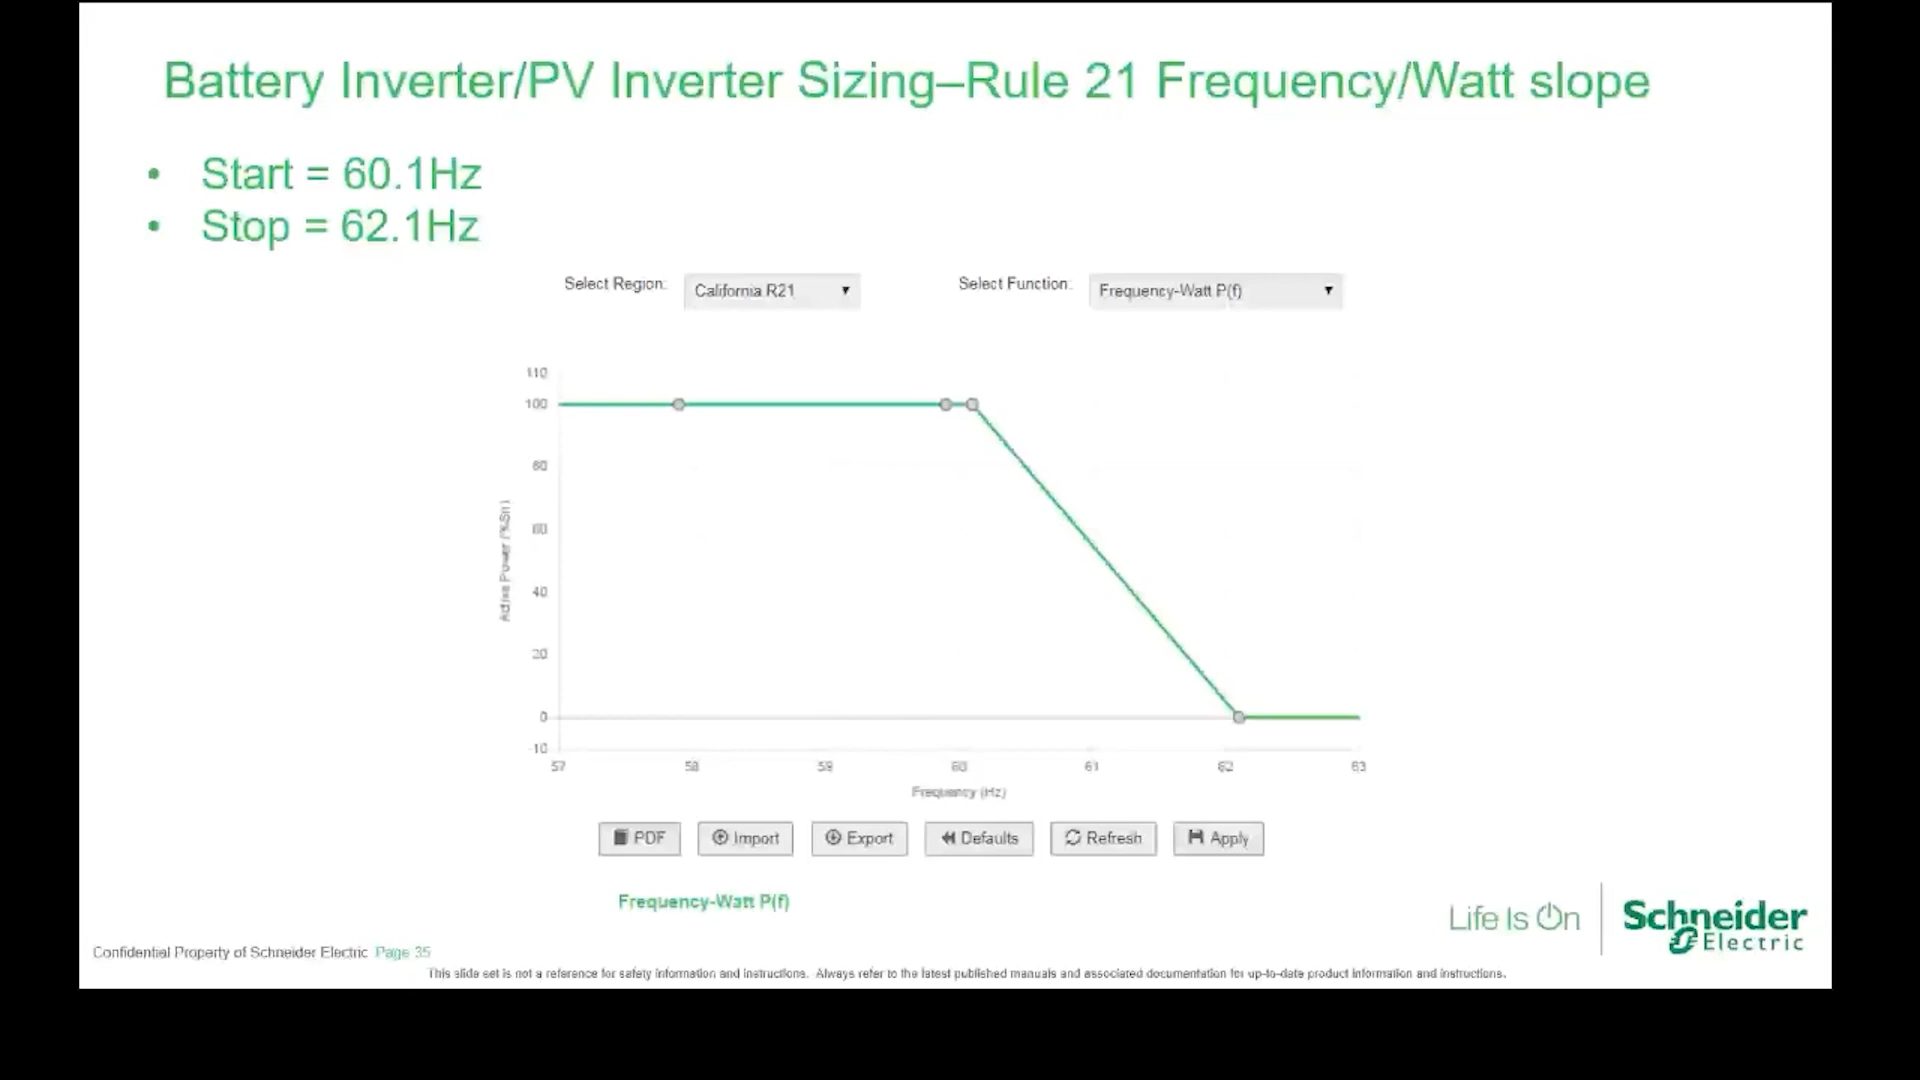 Battery Inverter/PV Inverter Sizing–Rule 21 Frequency/Watt slope
• Start = 60.1Hz
• Stop = 62.1Hz
Select Region: California R21 ▼ Select Function: Frequency-Watt P(f) ▼
110
100
80
60
40
20
0
-10
Active Power (%Sn)
57 58 59 60 61 62 63
Frequency (Hz)
PDF Import Export Defaults Refresh Apply
Frequency-Watt P(f)
Life Is On
Schneider
Electric
Confidential Property of Schneider Electric Page 35
This slide set is not a reference for safety information and instructions. Always refer to the latest published manuals and associated documentation for up-to-date product information and instructions.